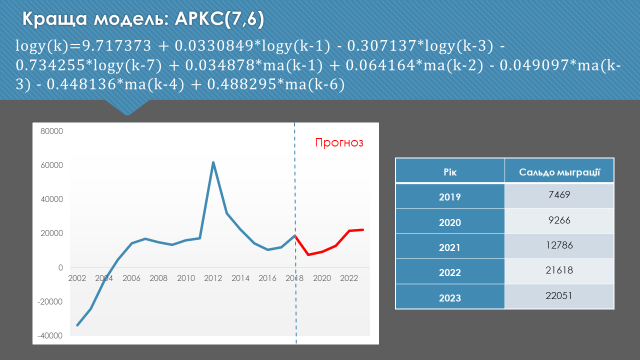 Краща модель: АРКС(7,6)
logy(k)=9.717373 + 0.0330849*logy(k-1) - 0.307137*logy(k-3) -
0.734255*logy(k-7) + 0.034878*ma(k-1) + 0.064164*ma(k-2) - 0.049097*ma(k-
3) - 0.448136*ma(k-4) + 0.488295*ma(k-6)
Прогноз
80000
60000
40000
20000
0
-20000
-40000
2002 2004 2006 2008 2010 2012 2014 2016 2018 2020 2022
Рік Сальдо мыграції
2019 7469
2020 9266
2021 12786
2022 21618
2023 22051